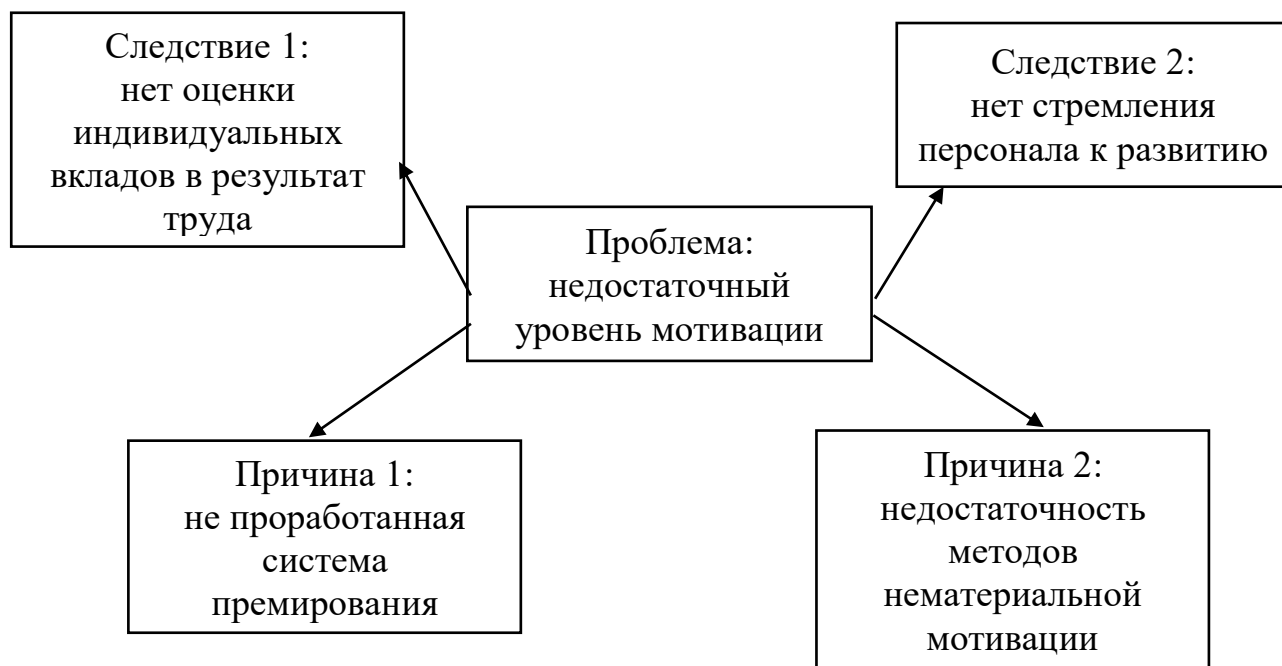 Следствие 1:
нет оценки
индивидуальных
вкладов в результат
труда
Следствие 2:
нет стремления
персонала к развитию
Проблема:
недостаточный
уровень мотивации
Причина 1:
не проработанная
система
премирования
Причина 2:
недостаточность
методов
нематериальной
мотивации